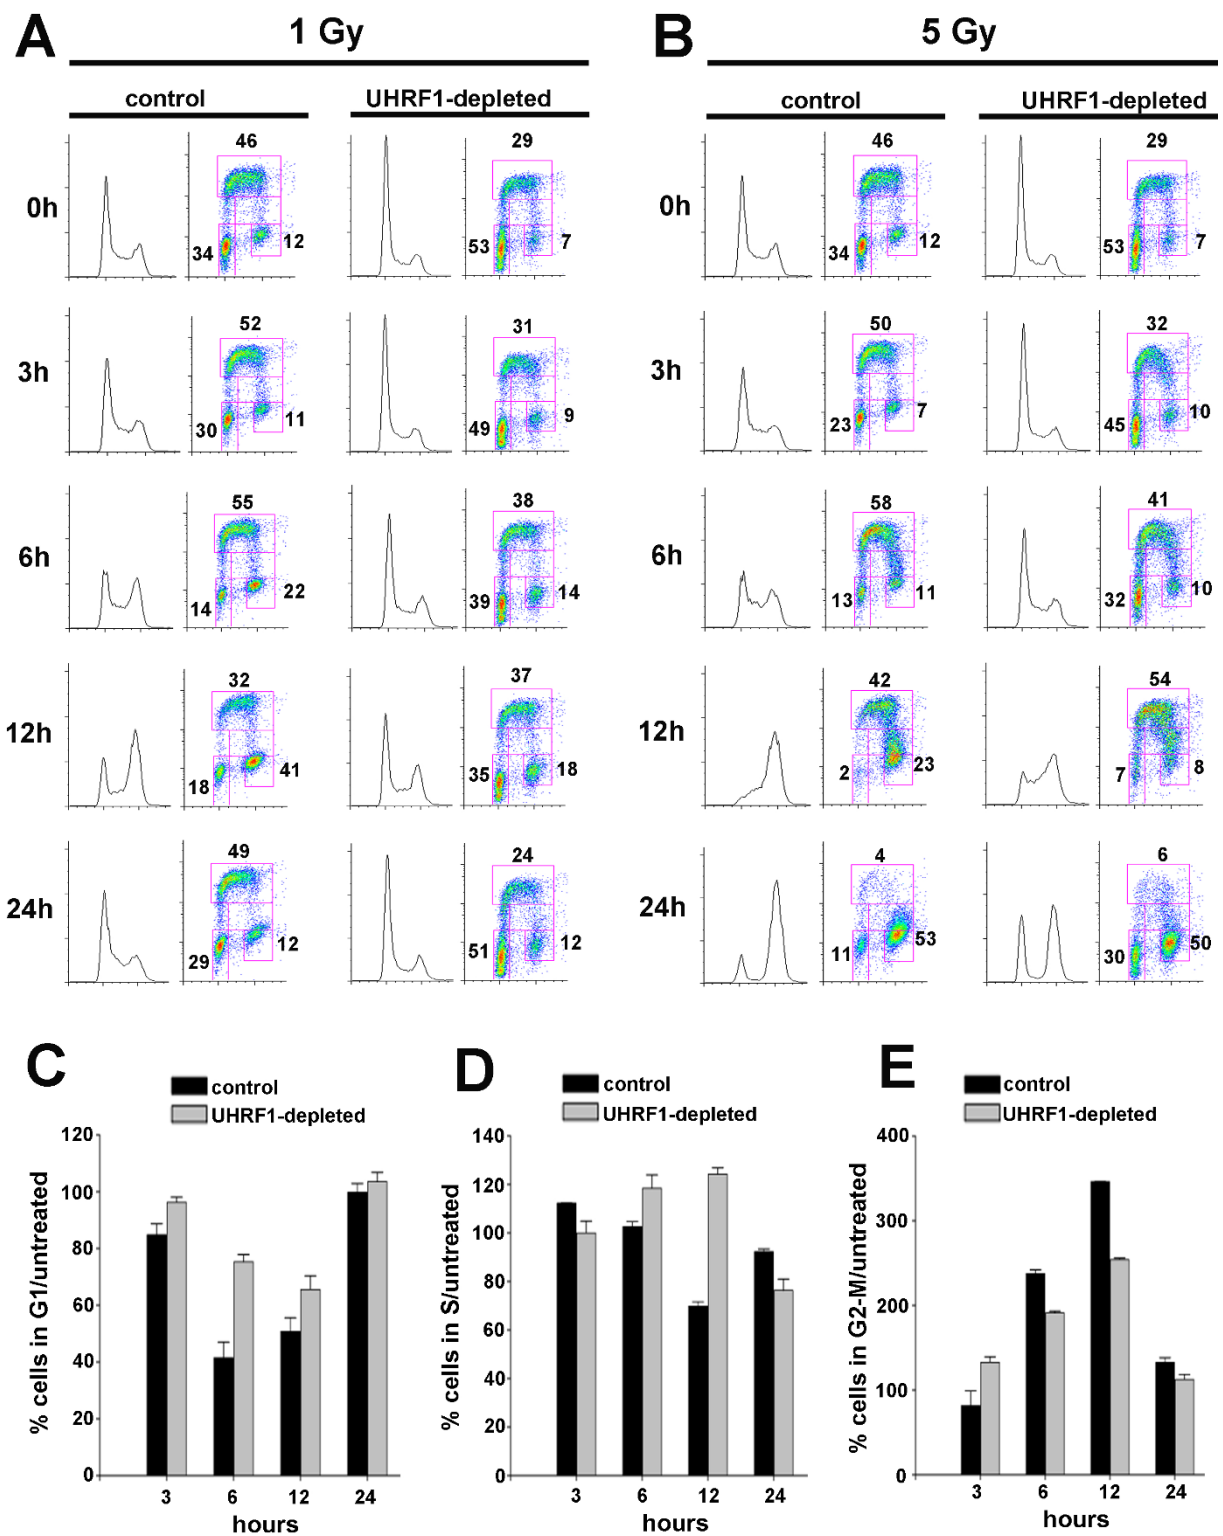 A 1 Gy B 5 Gy
control UHRF1-depleted control UHRF1-depleted
46 29 46 29
0h 0h
34 12 53 7 34 12 53 7
52 31 50 32
3h 3h
30 11 49 9 23 7 45 10
55 38 58 41
6h 6h
14 22 39 14 13 11 32 10
32 37 42 54
12h 12h
18 41 35 18 2 23 7 8
49 24 4 6
24h 24h
29 12 51 12 11 53 30 50
C
control
UHRF1-depleted
% cells in G1/untreated
120
100
80
60
40
20
0
3 6 12 24
hours
D
control
UHRF1-depleted
% cells in S/untreated
140
120
100
80
60
40
20
0
3 6 12 24
hours
E
control
UHRF1-depleted
% cells in G2-M/untreated
400
300
200
100
0
3 6 12 24
hours